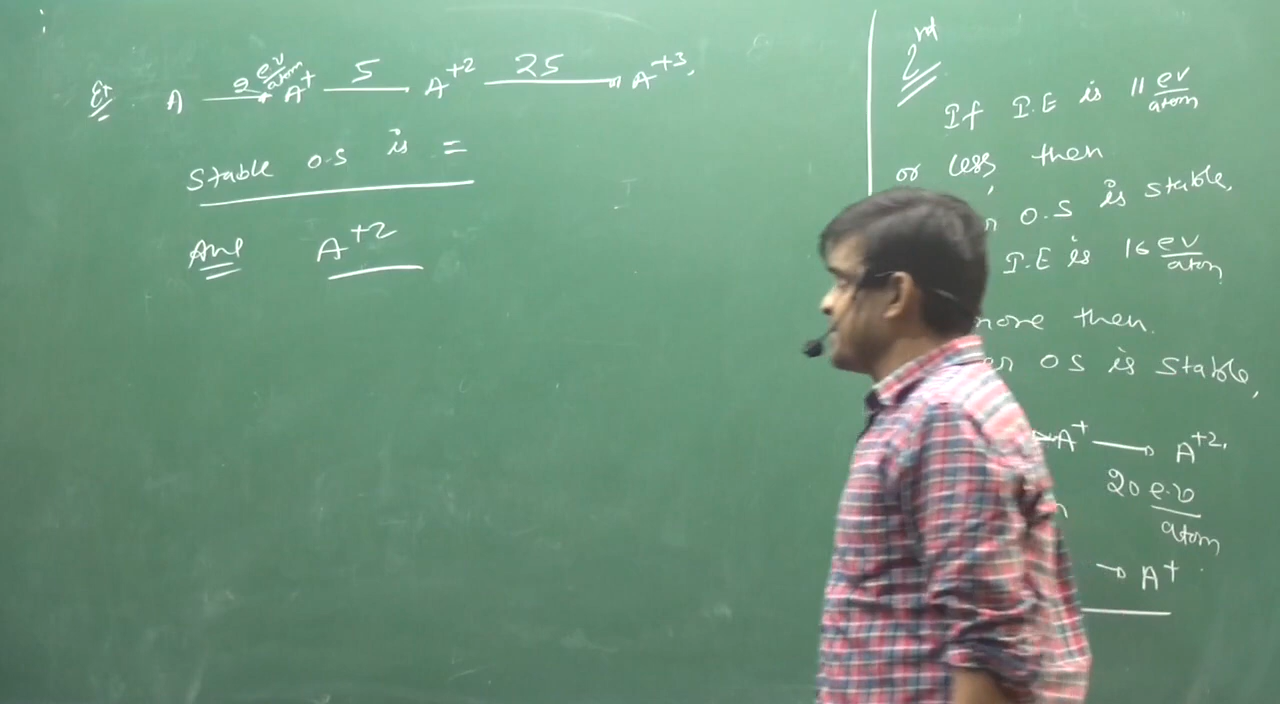 Ex A 2 ev/atom A+ 5 A+2 25 A+3,
Stable O.S is =
Ans A+2
2nd
If I.E is 11 ev/atom
or less, then
O.S is stable,
I.E is 16 ev/atom
more then.
OS is stable,
A+ → A+2,
20 e.v/atom
→ A+